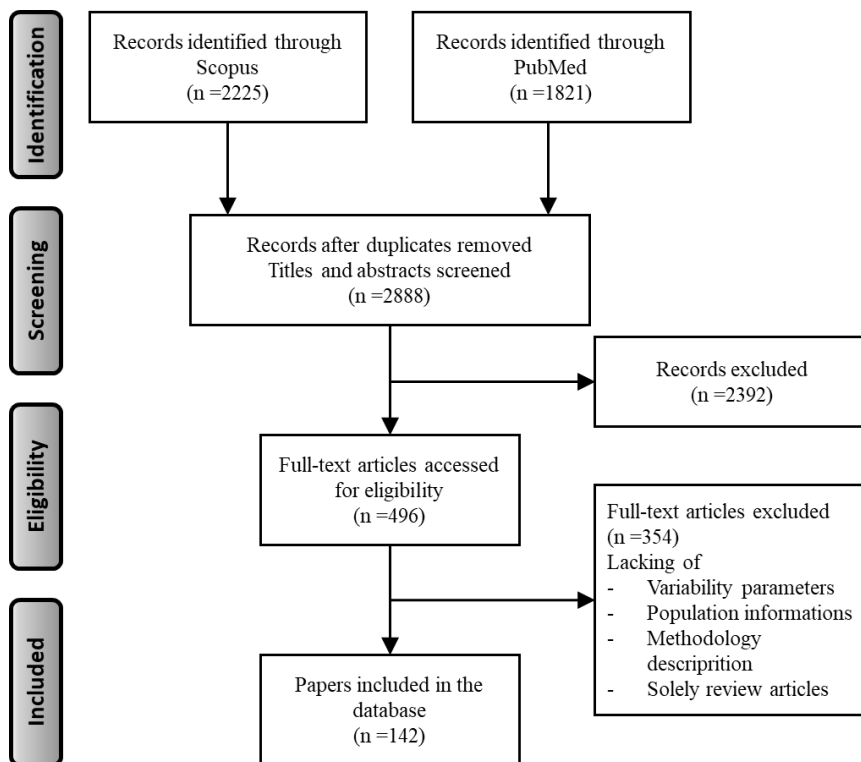 Identification
Records identified through
Scopus
(n =2225)
Records identified through
PubMed
(n =1821)
Screening
Records after duplicates removed
Titles and abstracts screened
(n =2888)
Records excluded
(n =2392)
Eligibility
Full-text articles accessed
for eligibility
(n =496)
Full-text articles excluded
(n =354)
Lacking of
- Variability parameters
- Population informations
- Methodology
descriprition
- Solely review articles
Included
Papers included in the
database
(n =142)